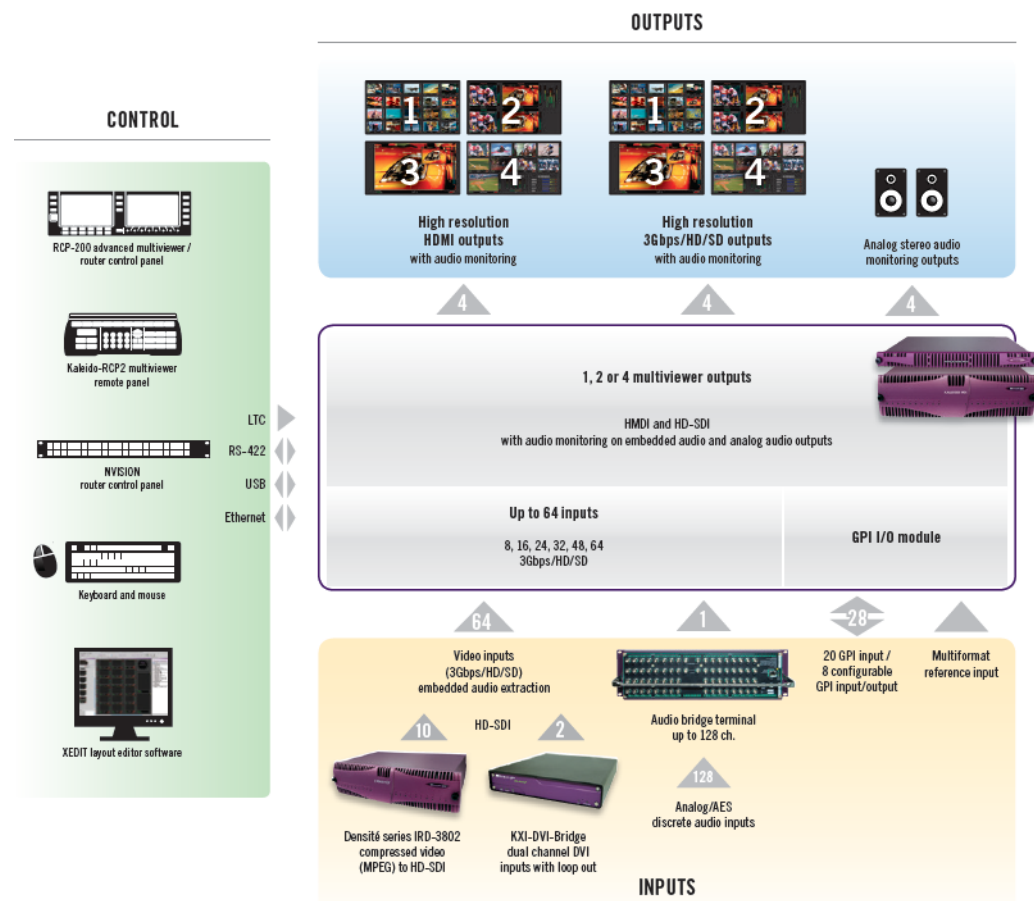 OUTPUTS
CONTROL
1
2
3
4
1
2
3
4
High resolution
HDMI outputs
with audio monitoring
High resolution
3Gbps/HD/SD outputs
with audio monitoring
Analog stereo audio
monitoring outputs
4
4
4
RCP-200 advanced multiviewer /
router control panel
Kaleido-RCP2 multiviewer
remote panel
NVISION
router control panel
Keyboard and mouse
XEDIT layout editor software
LTC
RS-422
USB
Ethernet
1, 2 or 4 multiviewer outputs
HMDI and HD-SDI
with audio monitoring on embedded audio and analog audio outputs
Up to 64 inputs
8, 16, 24, 32, 48, 64
3Gbps/HD/SD
GPI I/O module
64
1
28
Video inputs
(3Gbps/HD/SD)
embedded audio extraction
20 GPI input /
8 configurable
GPI input/output
Multiformat
reference input
10
HD-SDI
2
Audio bridge terminal
up to 128 ch.
128
Analog/AES
discrete audio inputs
Densité series IRD-3802
compressed video
(MPEG) to HD-SDI
KXI-DVI-Bridge
dual channel DVI
inputs with loop out
INPUTS